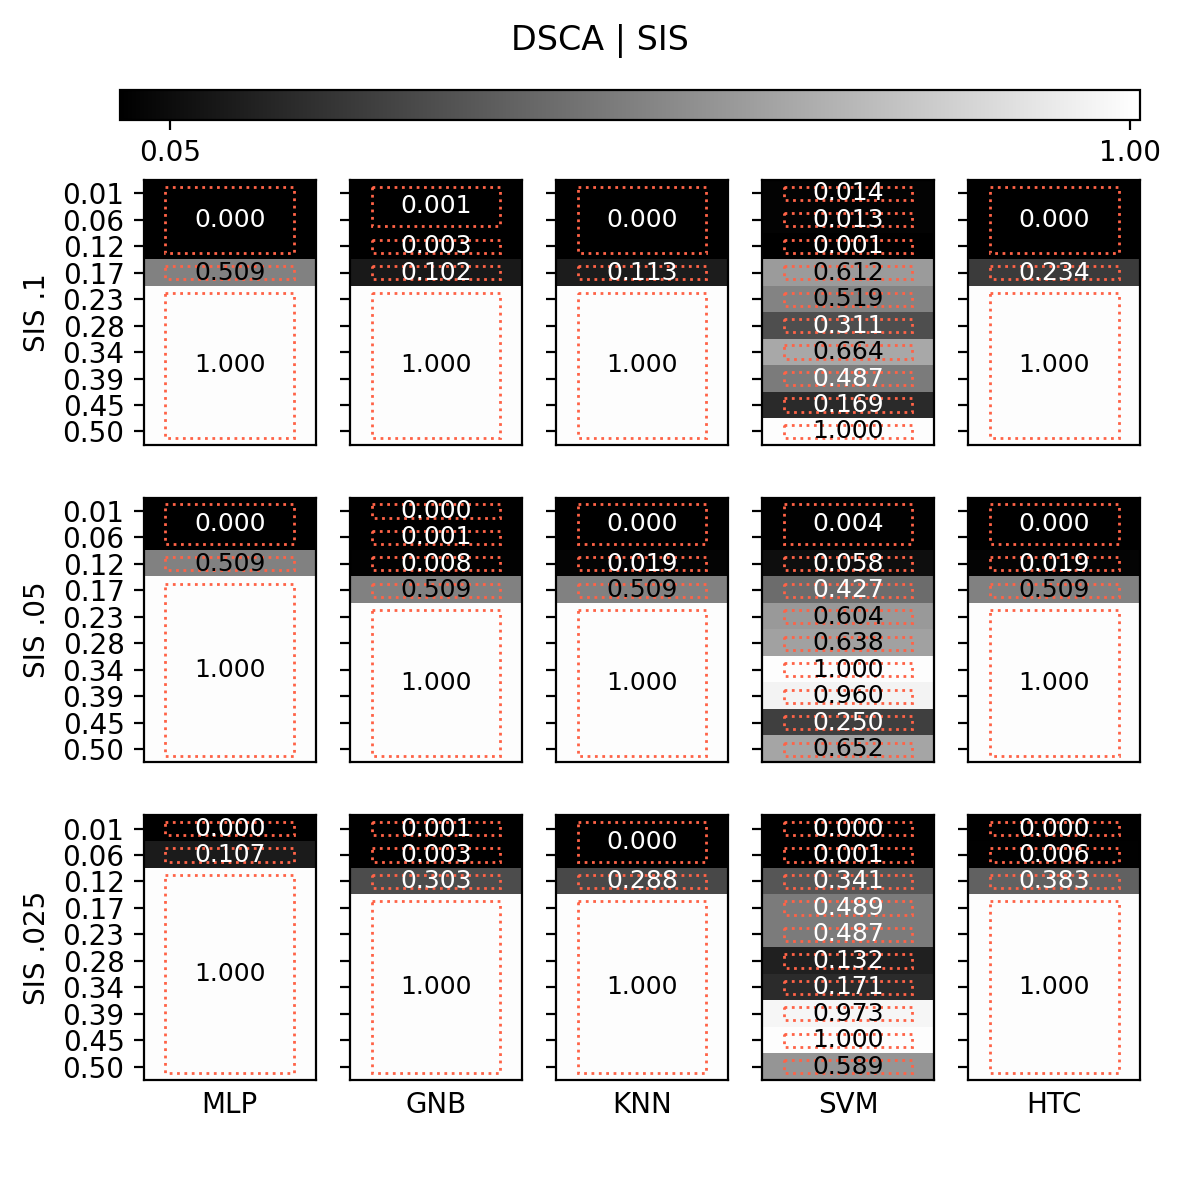 DSCA | SIS
0.05 1.00
SIS .1
0.01 0.000 0.001 0.000 0.014 0.000
0.06 0.013
0.12 0.003 0.001
0.17 0.509 0.102 0.113 0.612 0.234
0.23 0.519
0.28 0.311
0.34 1.000 1.000 1.000 0.664 1.000
0.39 0.487
0.45 0.169
0.50 1.000
SIS .05
0.01 0.000 0.000 0.000 0.004 0.000
0.06 0.001
0.12 0.509 0.008 0.019 0.058 0.019
0.17 0.509 0.509 0.427 0.509
0.23 0.604
0.28 0.638
0.34 1.000 1.000 1.000 1.000 1.000
0.39 0.960
0.45 0.250
0.50 0.652
SIS .025
0.01 0.000 0.001 0.000 0.000 0.000
0.06 0.107 0.003 0.001 0.006
0.12 0.303 0.288 0.341 0.383
0.17 0.489
0.23 0.487
0.28 1.000 0.132
0.34 1.000 1.000 0.171 1.000
0.39 0.973
0.45 1.000
0.50 0.589
MLP GNB KNN SVM HTC